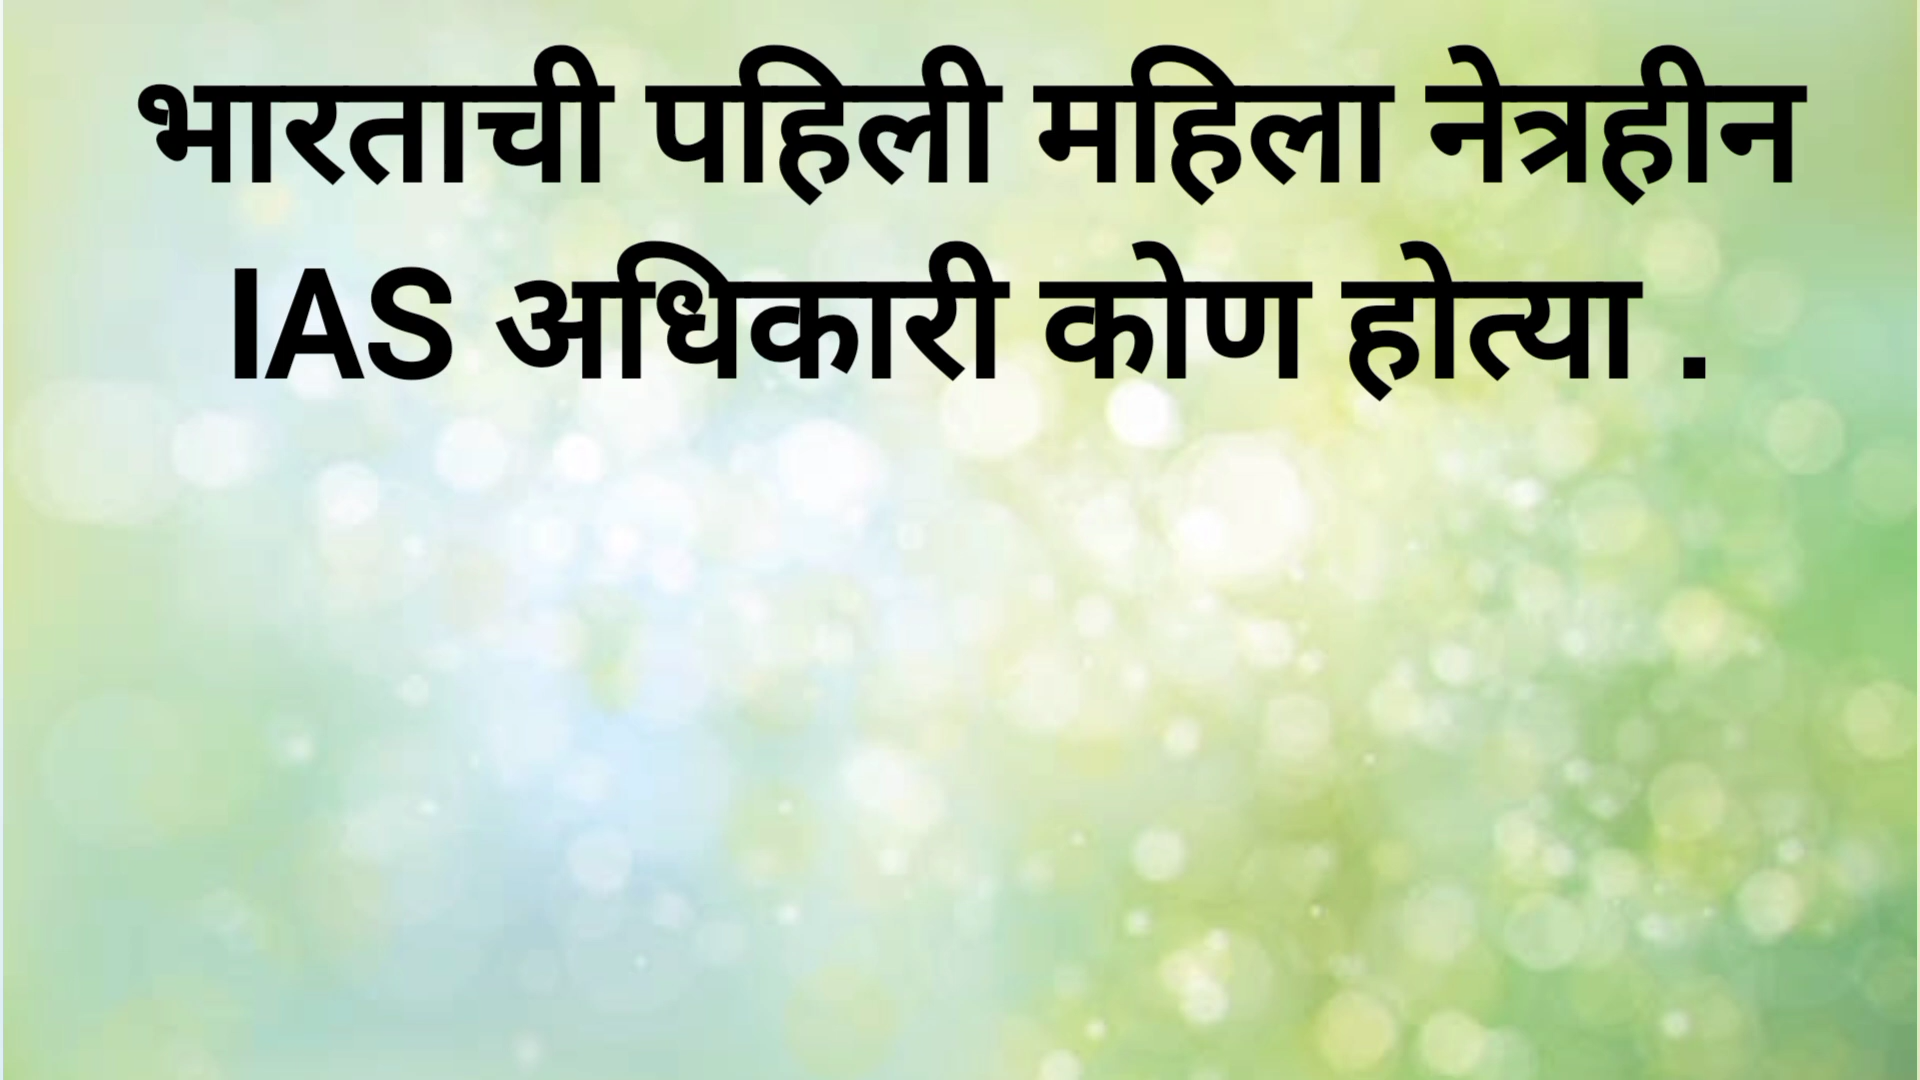 भारताची पहिली महिला नेत्रहीन
IAS अधिकारी कोण होत्या .